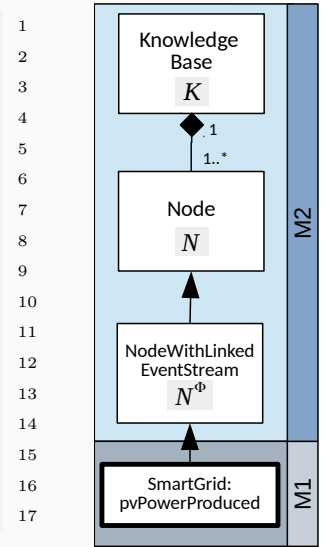 1
2
3
4
5
6
7
8
9
10
11
12
13
14
15
16
17
Knowledge
Base
K
1
1..*
Node
N
NodeWithLinked
EventStream
N^Φ
SmartGrid:
pvPowerProduced
M2
M1